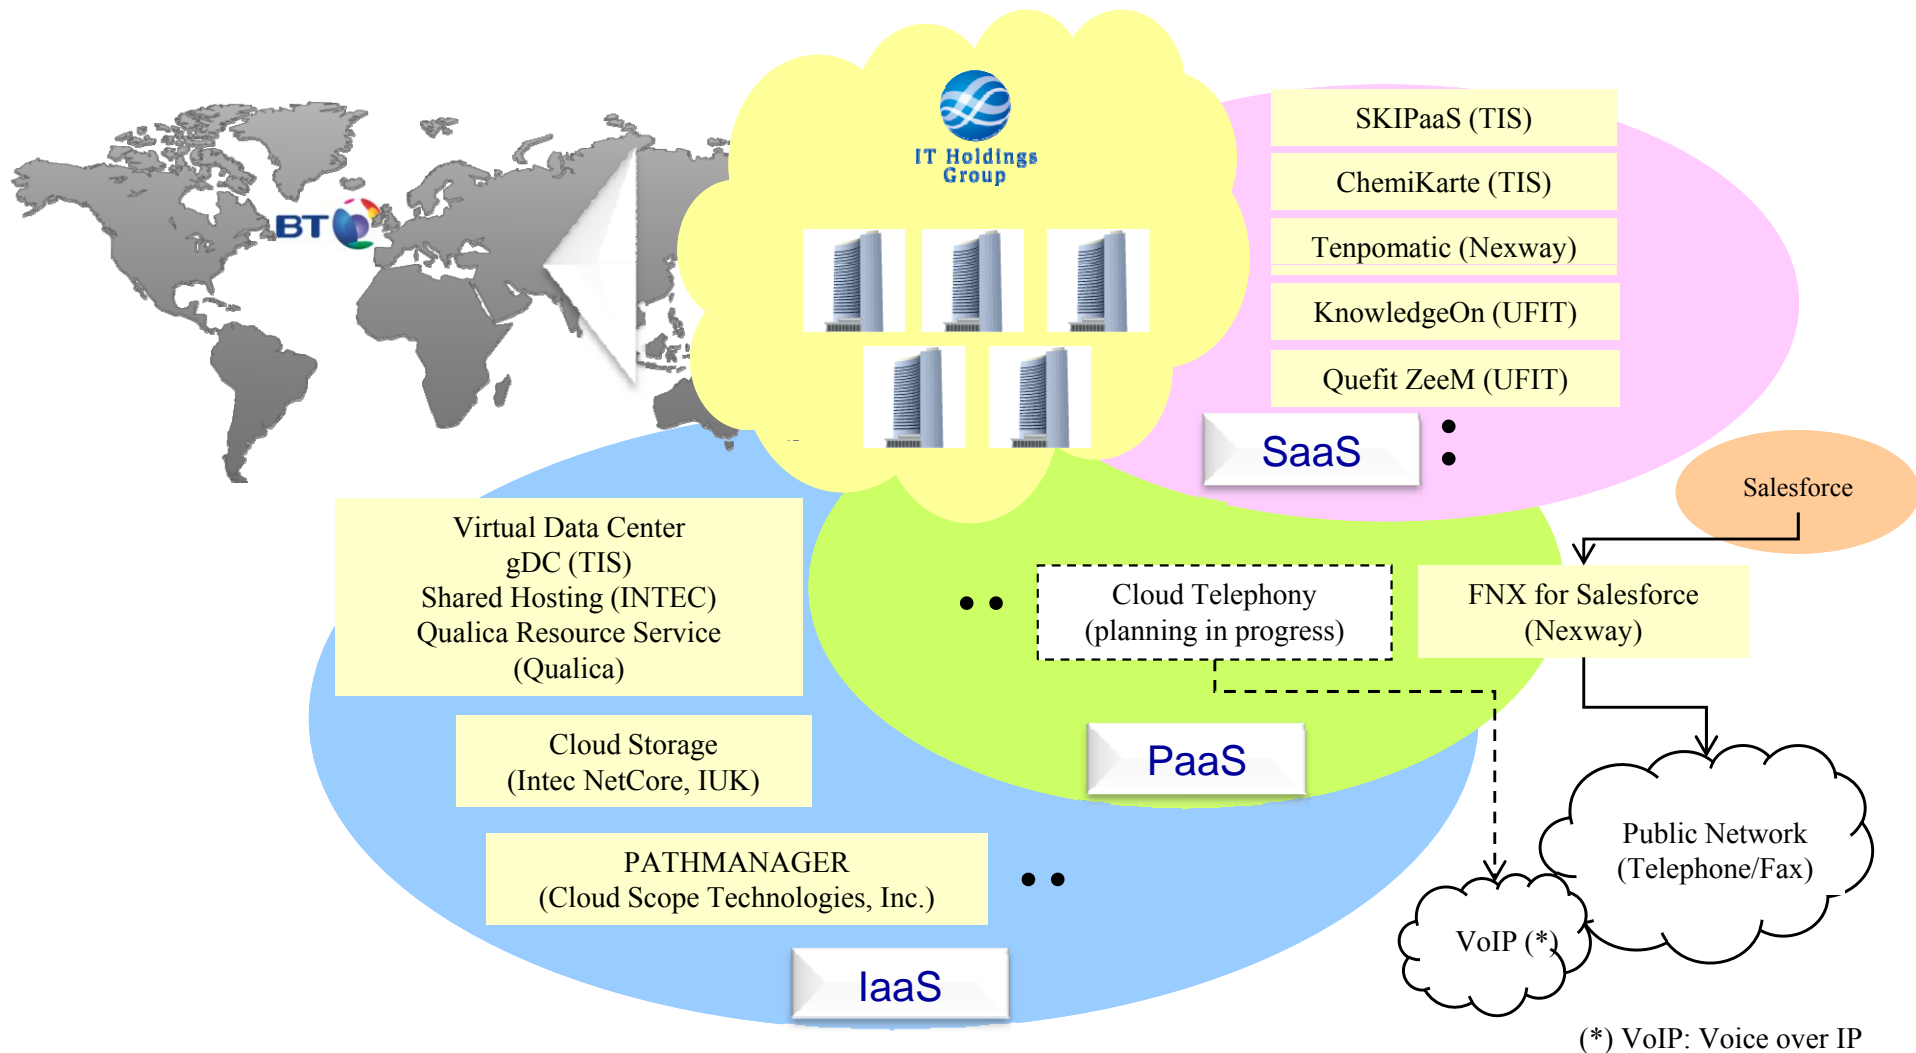 BT
IT Holdings
Group
SKIPaaS (TIS)
ChemiKarte (TIS)
Tenpomatic (Nexway)
KnowledgeOn (UFIT)
Quefit ZeeM (UFIT)
SaaS
Salesforce
Virtual Data Center
gDC (TIS)
Shared Hosting (INTEC)
Qualica Resource Service
(Qualica)
Cloud Telephony
(planning in progress)
FNX for Salesforce
(Nexway)
Cloud Storage
(Intec NetCore, IUK)
PaaS
PATHMANAGER
(Cloud Scope Technologies, Inc.)
Public Network
(Telephone/Fax)
VoIP (*)
IaaS
(*) VoIP: Voice over IP